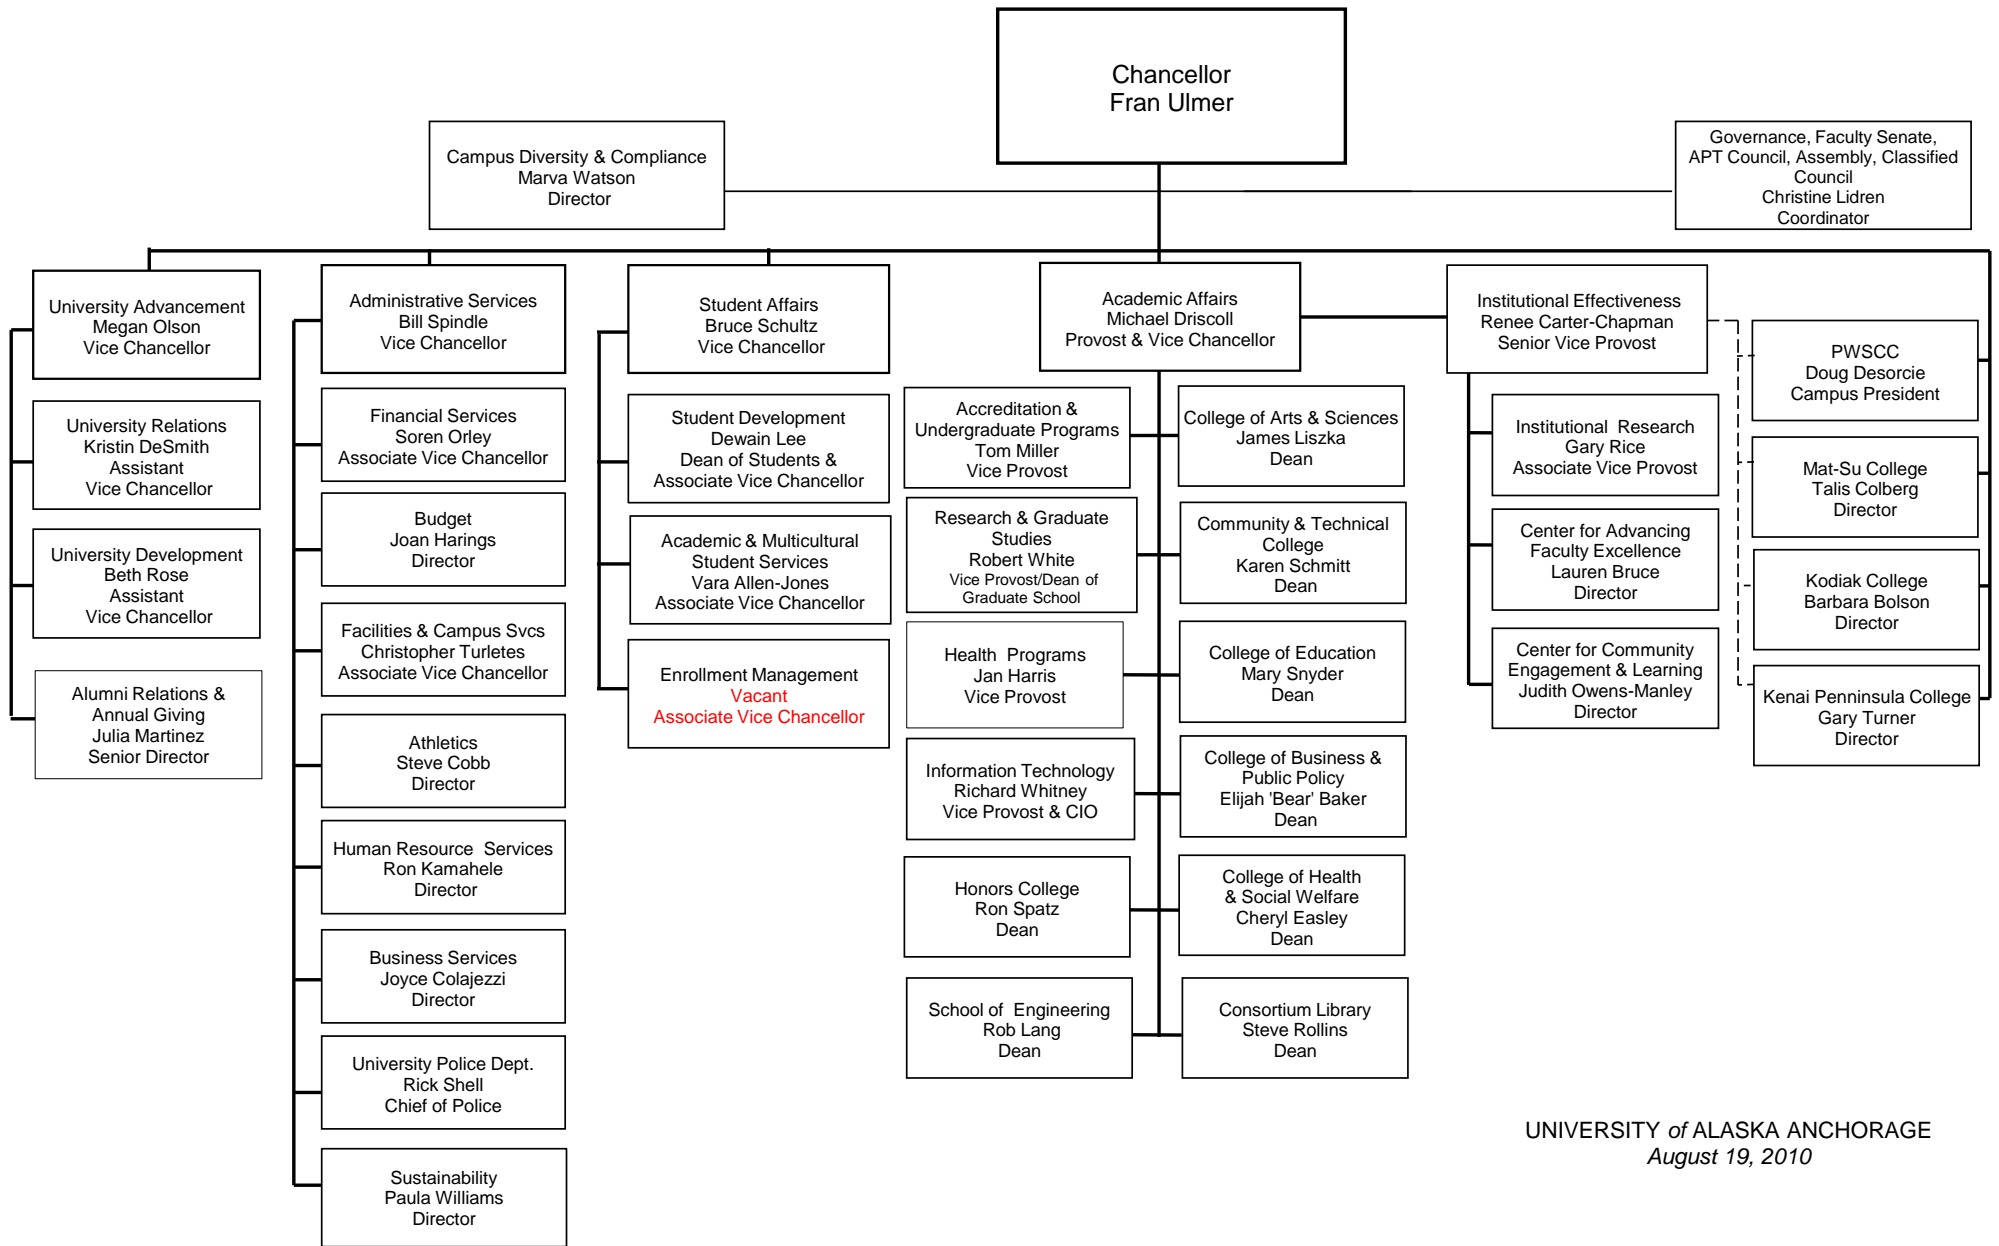 Chancellor
Fran Ulmer
Campus Diversity & Compliance
Marva Watson
Director
Governance, Faculty Senate,
APT Council, Assembly, Classified
Council
Christine Lidren
Coordinator
University Advancement
Megan Olson
Vice Chancellor
University Relations
Kristin DeSmith
Assistant
Vice Chancellor
University Development
Beth Rose
Assistant
Vice Chancellor
Alumni Relations &
Annual Giving
Julia Martinez
Senior Director
Administrative Services
Bill Spindle
Vice Chancellor
Financial Services
Soren Orley
Associate Vice Chancellor
Budget
Joan Harings
Director
Facilities & Campus Svcs
Christopher Turletes
Associate Vice Chancellor
Athletics
Steve Cobb
Director
Human Resource  Services
Ron Kamahele
Director
Business Services
Joyce Colajezzi
Director
University Police Dept.
Rick Shell
Chief of Police
Sustainability
Paula Williams
Director
Student Affairs
Bruce Schultz
Vice Chancellor
Student Development
Dewain Lee
Dean of Students &
Associate Vice Chancellor
Academic & Multicultural
Student Services
Vara Allen-Jones
Associate Vice Chancellor
Enrollment Management
Vacant
Associate Vice Chancellor
Academic Affairs
Michael Driscoll
Provost & Vice Chancellor
Accreditation &
Undergraduate Programs
Tom Miller
Vice Provost
Research & Graduate
Studies
Robert White
Vice Provost/Dean of
Graduate School
Health  Programs
Jan Harris
Vice Provost
Information Technology
Richard Whitney
Vice Provost & CIO
Honors College
Ron Spatz
Dean
School of  Engineering
Rob Lang
Dean
College of Arts & Sciences
James Liszka
Dean
Community & Technical
College
Karen Schmitt
Dean
College of Education
Mary Snyder
Dean
College of Business &
Public Policy
Elijah 'Bear' Baker
Dean
College of Health
& Social Welfare
Cheryl Easley
Dean
Consortium Library
Steve Rollins
Dean
Institutional Effectiveness
Renee Carter-Chapman
Senior Vice Provost
Institutional  Research
Gary Rice
Associate Vice Provost
Center for Advancing
Faculty Excellence
Lauren Bruce
Director
Center for Community
Engagement & Learning
Judith Owens-Manley
Director
PWSCC
Doug Desorcie
Campus President
Mat-Su College
Talis Colberg
Director
Kodiak College
Barbara Bolson
Director
Kenai Penninsula College
Gary Turner
Director
UNIVERSITY of ALASKA ANCHORAGE
August 19, 2010